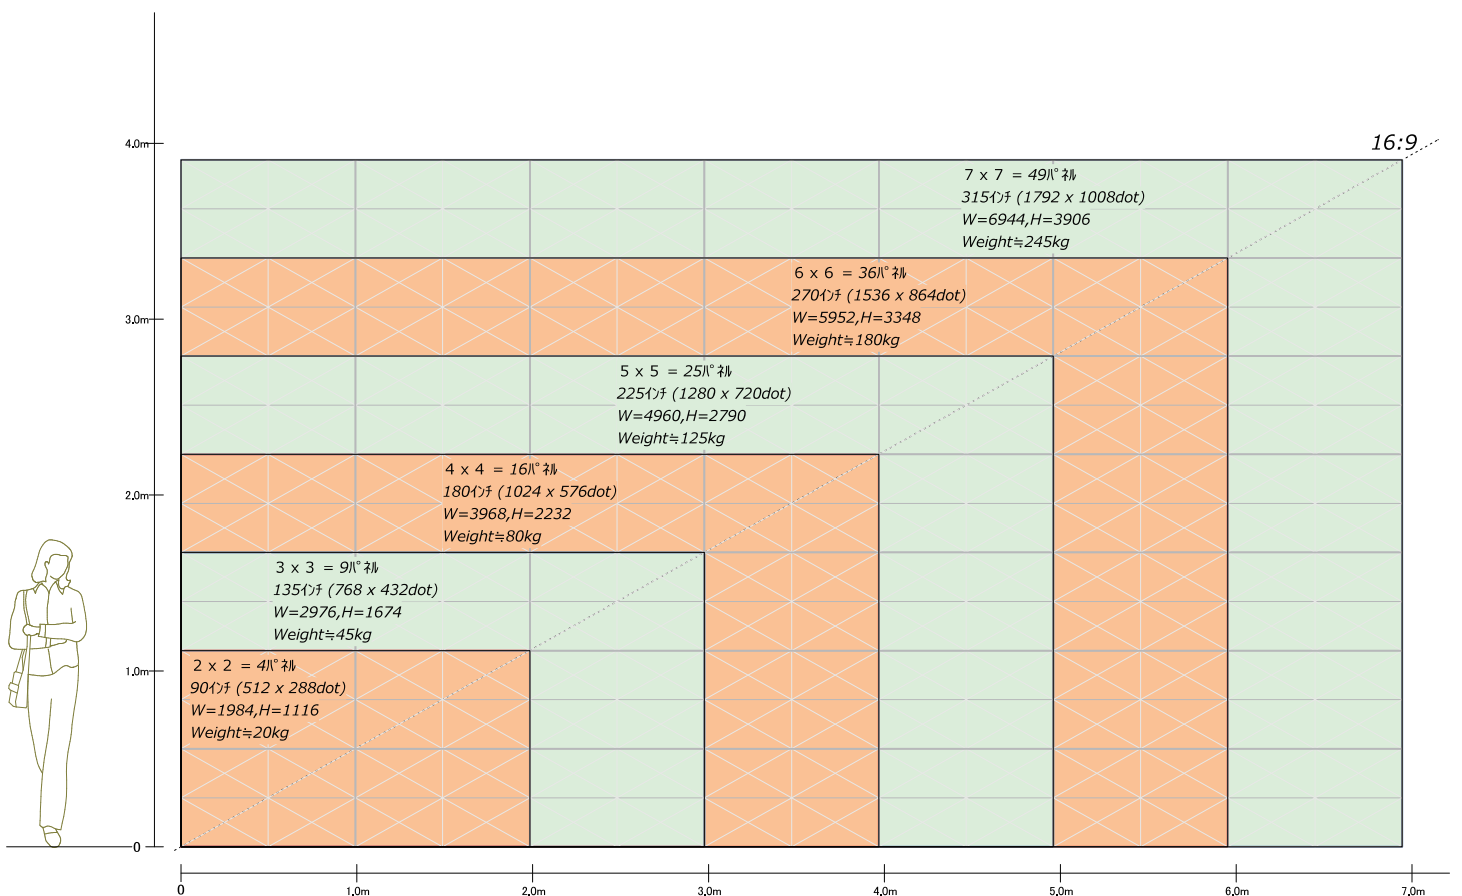 4.0m
16:9
7 x 7 = 49ﾊﾟﾈﾙ
315ｲﾝﾁ (1792 x 1008dot)
W=6944,H=3906
Weight≒245kg
6 x 6 = 36ﾊﾟﾈﾙ
270ｲﾝﾁ (1536 x 864dot)
3.0m
W=5952,H=3348
Weight≒180kg
5 x 5 = 25ﾊﾟﾈﾙ
225ｲﾝﾁ (1280 x 720dot)
W=4960,H=2790
Weight≒125kg
4 x 4 = 16ﾊﾟﾈﾙ
180ｲﾝﾁ (1024 x 576dot)
2.0m
W=3968,H=2232
Weight≒80kg
3 x 3 = 9ﾊﾟﾈﾙ
135ｲﾝﾁ (768 x 432dot)
W=2976,H=1674
Weight≒45kg
2 x 2 = 4ﾊﾟﾈﾙ
1.0m
90ｲﾝﾁ (512 x 288dot)
W=1984,H=1116
Weight≒20kg
0
0 1.0m 2.0m 3.0m 4.0m 5.0m 6.0m 7.0m